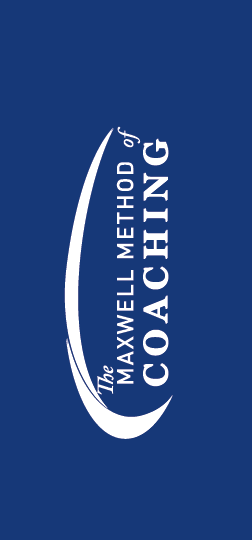 The
MAXWELL METHOD of
COACHING